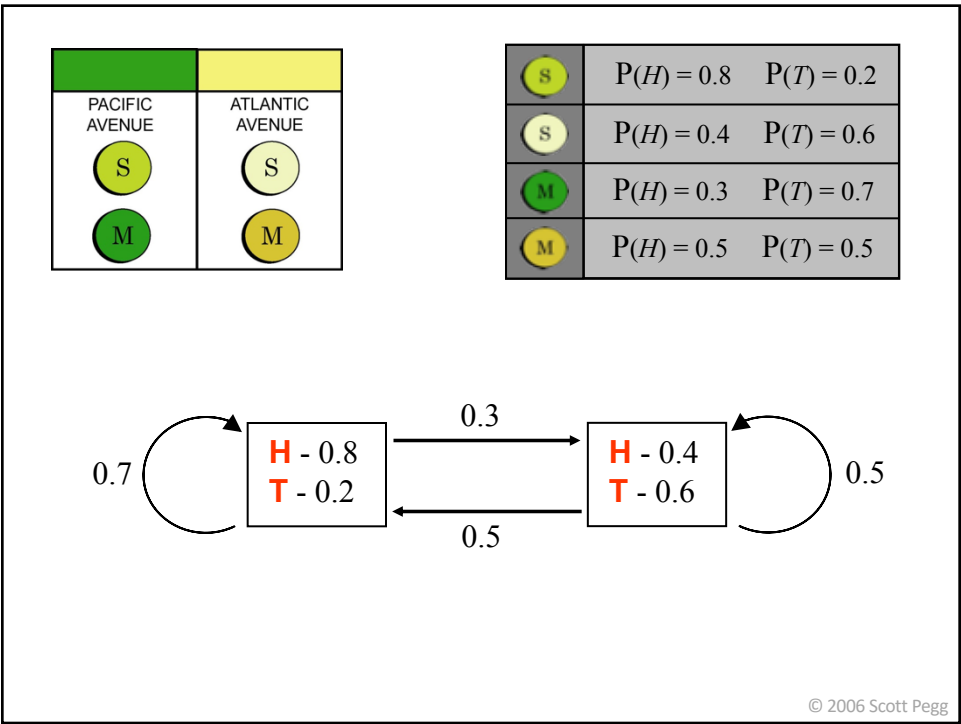 PACIFIC
AVENUE
ATLANTIC
AVENUE
S
S
M
M
S P(H) = 0.8 P(T) = 0.2
S P(H) = 0.4 P(T) = 0.6
M P(H) = 0.3 P(T) = 0.7
M P(H) = 0.5 P(T) = 0.5
0.3
0.7
H - 0.8
T - 0.2
H - 0.4
T - 0.6
0.5
0.5
© 2006 Scott Pegg